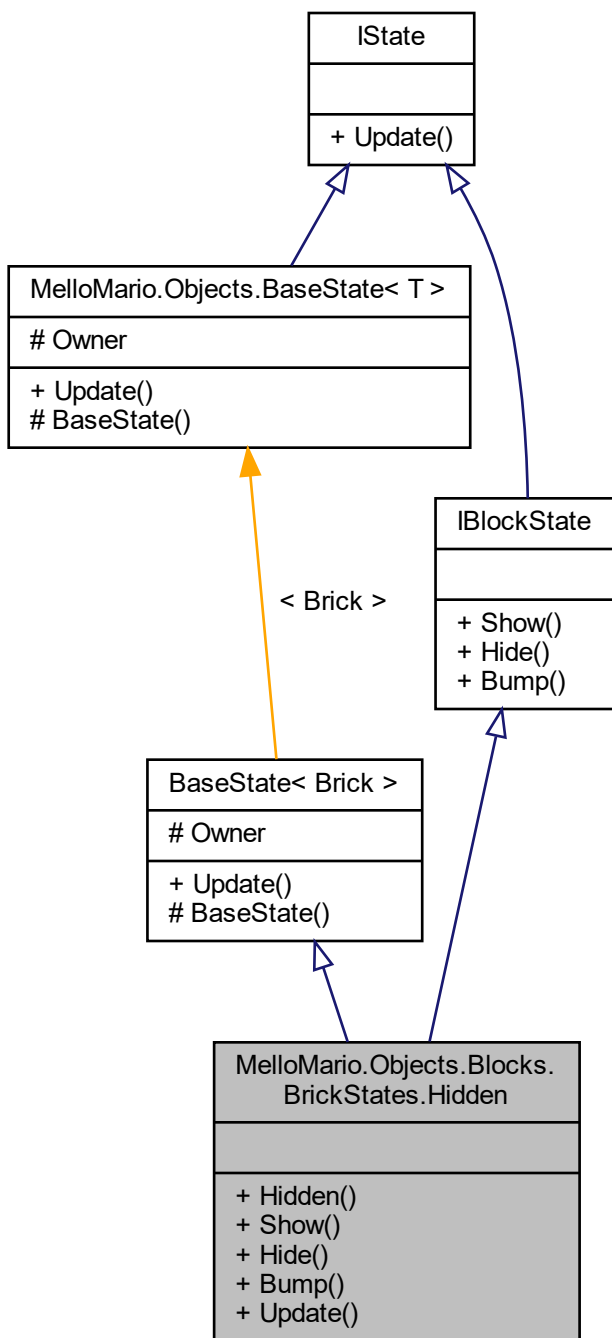 IState
+ Update()
MelloMario.Objects.BaseState< T >
# Owner
+ Update()
# BaseState()
IBlockState
+ Show()
+ Hide()
+ Bump()
< Brick >
BaseState< Brick >
# Owner
+ Update()
# BaseState()
MelloMario.Objects.Blocks.
BrickStates.Hidden
+ Hidden()
+ Show()
+ Hide()
+ Bump()
+ Update()